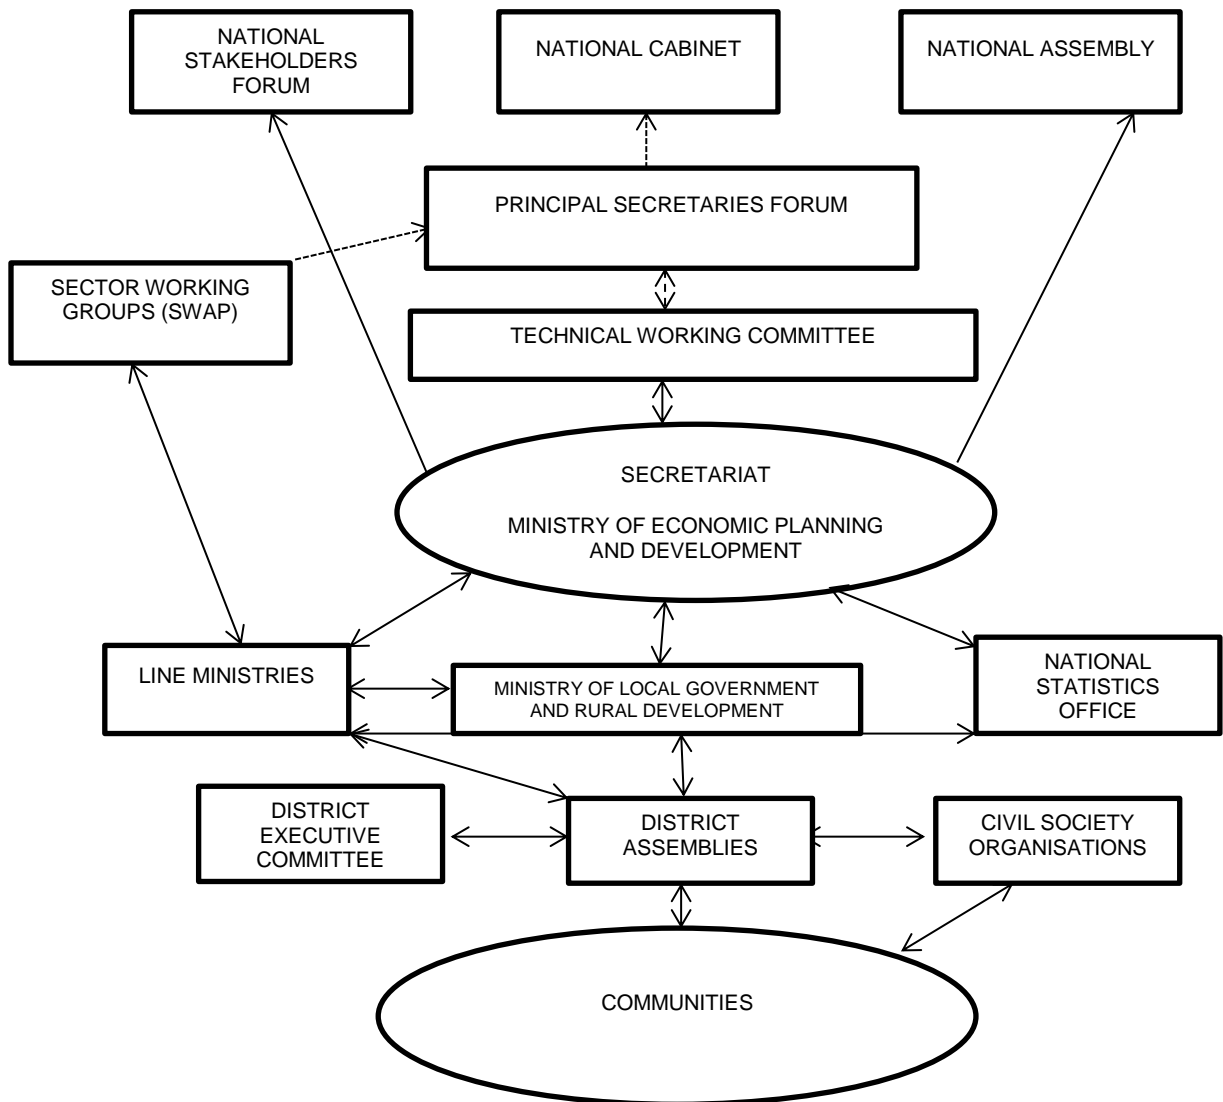 NATIONAL
STAKEHOLDERS
FORUM
NATIONAL CABINET
NATIONAL ASSEMBLY
PRINCIPAL SECRETARIES FORUM
SECTOR WORKING
GROUPS (SWAP)
TECHNICAL WORKING COMMITTEE
SECRETARIAT
MINISTRY OF ECONOMIC PLANNING
AND DEVELOPMENT
LINE MINISTRIES
MINISTRY OF LOCAL GOVERNMENT
AND RURAL DEVELOPMENT
NATIONAL
STATISTICS
OFFICE
DISTRICT
EXECUTIVE
COMMITTEE
DISTRICT
ASSEMBLIES
CIVIL SOCIETY
ORGANISATIONS
COMMUNITIES